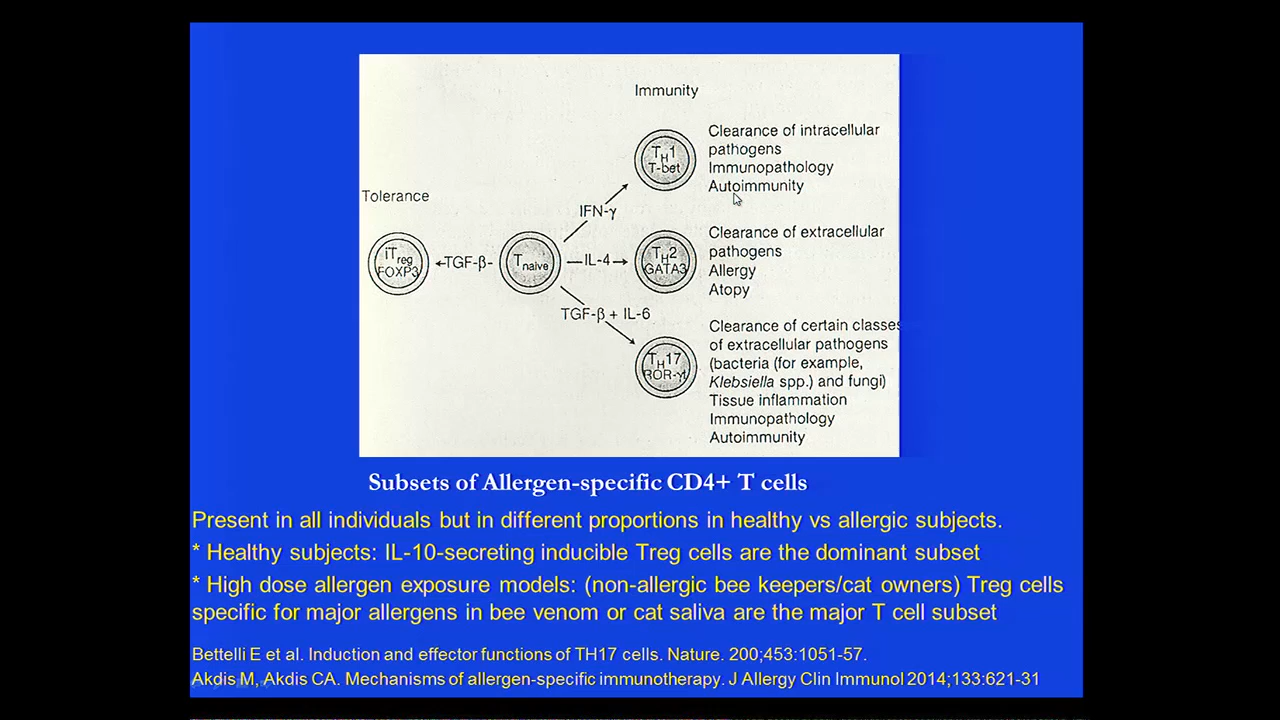 Immunity
Clearance of intracellular
pathogens
Immunopathology
Autoimmunity
TH1
T-bet
Tolerance
IFN-γ
iTreg
FOXP3
TGF-β
Tnaive
IL-4
TH2
GATA3
Clearance of extracellular
pathogens
Allergy
Atopy
TGF-β + IL-6
TH17
ROR-γt
Clearance of certain classes
of extracellular pathogens
(bacteria (for example,
Klebsiella spp.) and fungi)
Tissue inflammation
Immunopathology
Autoimmunity
Subsets of Allergen-specific CD4+ T cells
Present in all individuals but in different proportions in healthy vs allergic subjects.
* Healthy subjects: IL-10-secreting inducible Treg cells are the dominant subset
* High dose allergen exposure models: (non-allergic bee keepers/cat owners) Treg cells
specific for major allergens in bee venom or cat saliva are the major T cell subset
Bettelli E et al. Induction and effector functions of TH17 cells. Nature. 200;453:1051-57.
Akdis M, Akdis CA. Mechanisms of allergen-specific immunotherapy. J Allergy Clin Immunol 2014;133:621-31